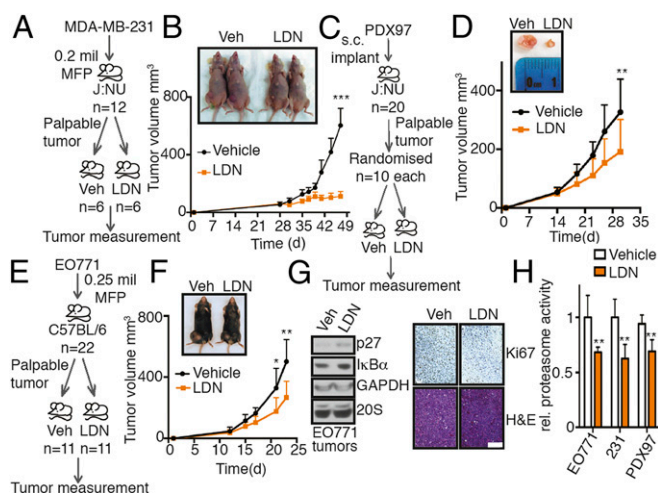 A
MDA-MB-231
0.2 mil
MFP
J:NU
n=12
Palpable
tumor
Veh LDN
n=6 n=6
Tumor measurement
B
Veh LDN
Tumor volume mm³
800
400
0
***
Vehicle
LDN
0 7 14 21 28 35 42 49
Time (d)
C
PDX97
s.c.
implant
J:NU
n=20
Palpable
tumor
Randomised
n=10 each
Veh LDN
Tumor measurement
D
Veh LDN
0cm 1
Tumor volume mm³
400
200
0
**
Vehicle
LDN
0 7 14 21 28 35
Time(d)
E
EO771
0.25 mil
MFP
C57BL/6
n=22
Palpable
tumor
Veh LDN
n=11 n=11
Tumor measurement
F
Veh LDN
Tumor volume mm³
800
400
0
* **
Vehicle
LDN
0 5 10 15 20 25
Time(d)
G
Veh LDN
p27
IκBα
GAPDH
20S
EO771
tumors
Veh LDN
Ki67
H&E
H
Vehicle
LDN
rel. proteasome activity
1
0.5
0
** ** **
EO771 231 PDX97